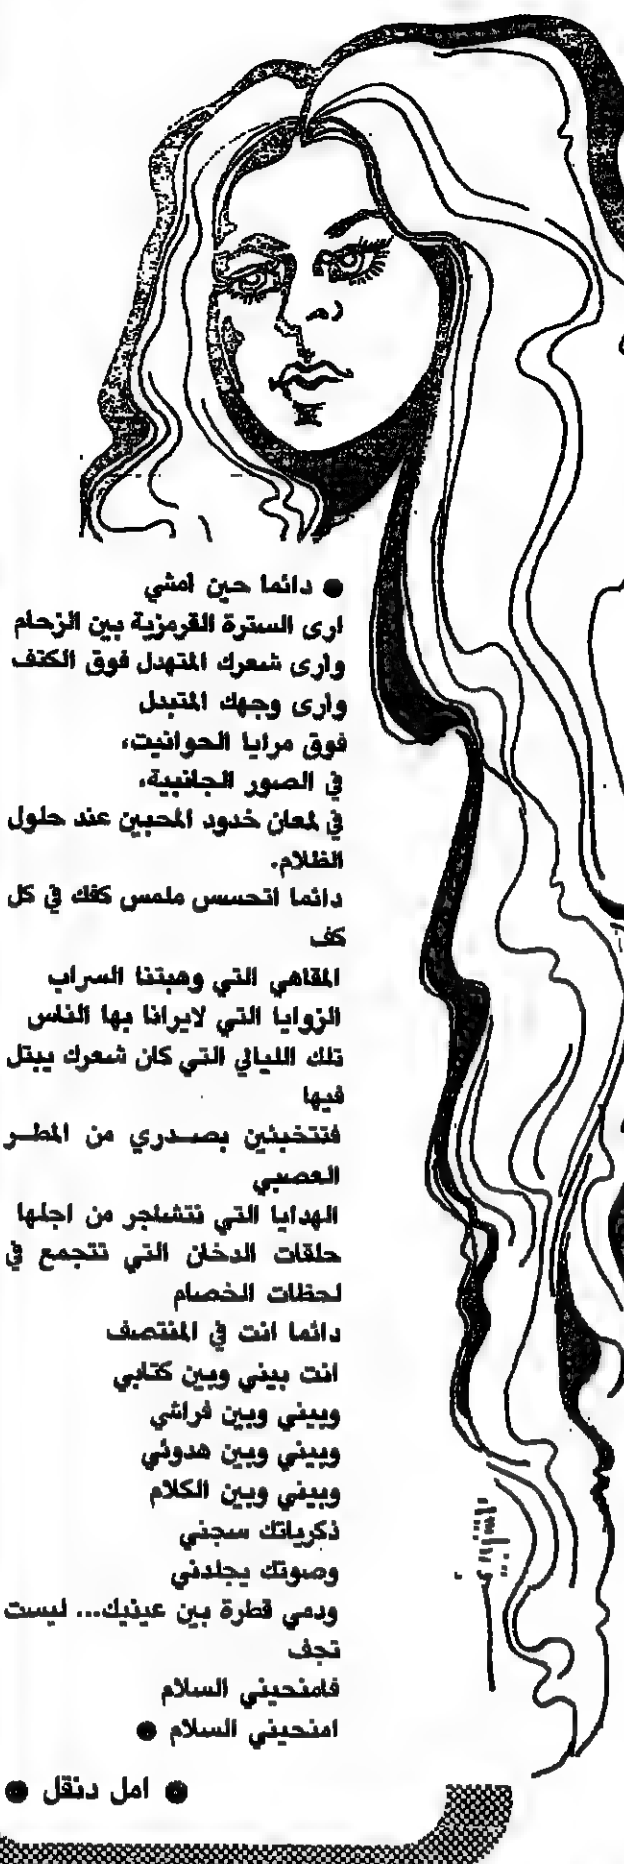 ● دائما حين امشي
ارى السترة القرمزية بين الزحام
وارى شعرك المتهدل فوق الكتف
وارى وجهك المتبدل
فوق مرايا الحوانيت،
في الصور الجانبية،
في لمعان خدود المحبين عند حلول
الظلام.
دائما اتحسس ملمس كفك في كل
كف
المقاهي التي وهبتنا السراب
الزوايا التي لايرانا بها الناس
تلك الليالي التي كان شعرك يبتل
فيها
فتختبئين بصدري من المطر
العصبي
الهدايا التي نتشاجر من اجلها
حلقات الدخان التي تتجمع في
لحظات الخصام
دائما انت في المنتصف
انت بيني وبين كتابي
وبيني وبين فراشي
وبيني وبين هدوئي
وبيني وبين الكلام
ذكرياتك سجني
وصوتك يجلدني
ودمي قطرة بين عينيك... ليست
تجف
فامنحيني السلام
امنحيني السلام ●
● امل دنقل ●